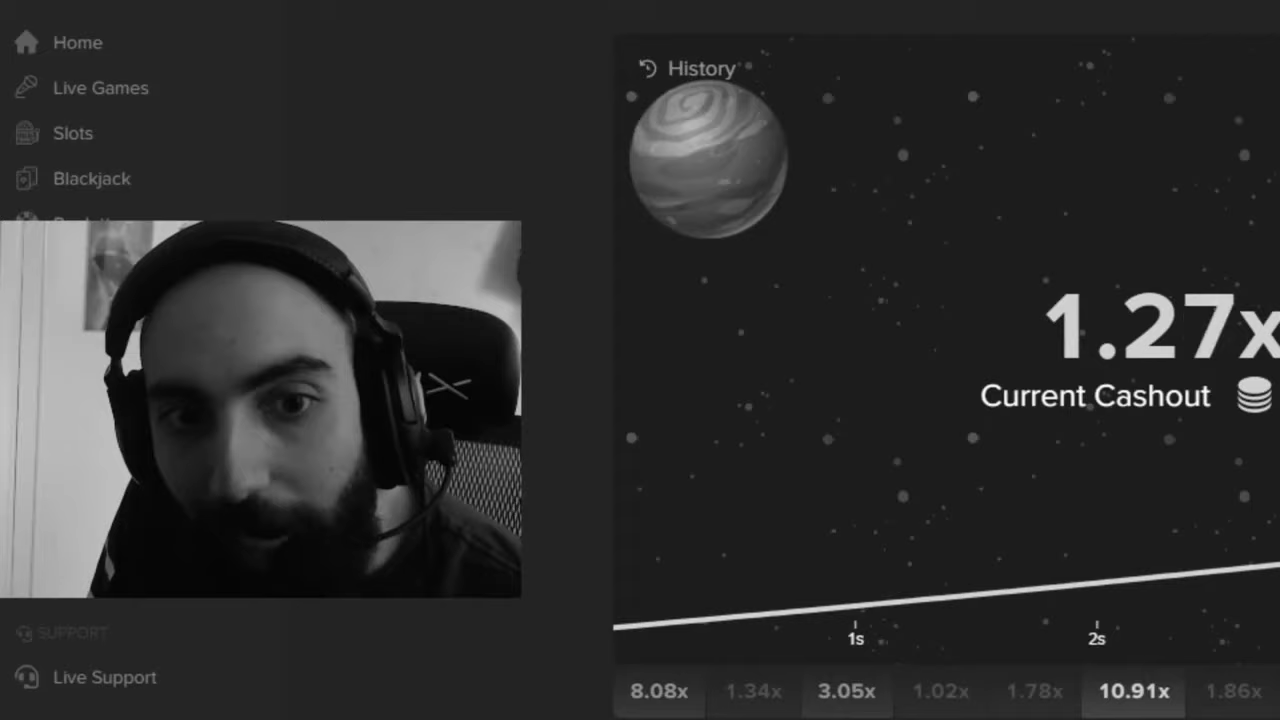 Home
Live Games
Slots
Blackjack
History
1.27x
Current Cashout
1s
2s
SUPPORT
Live Support
8.08x 1.34x 3.05x 1.02x 1.78x 10.91x 1.86x